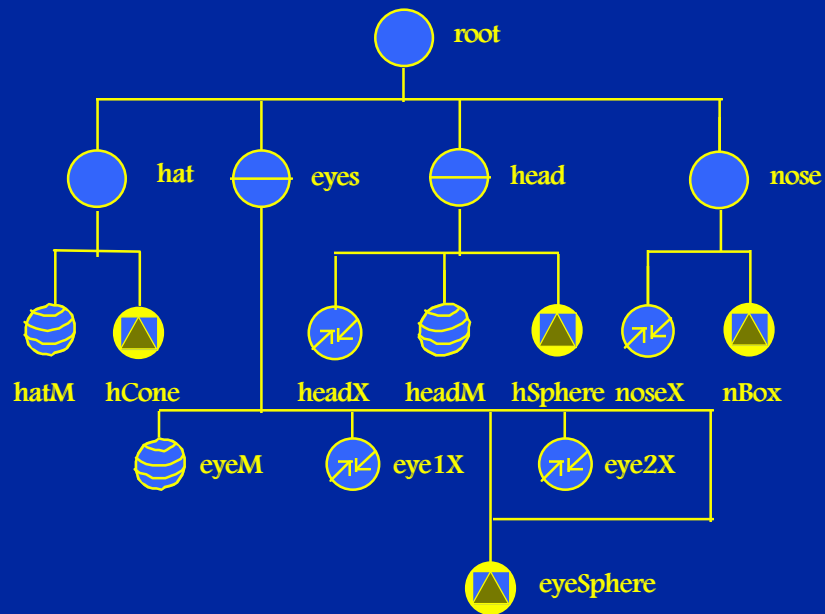 root
hat
eyes
head
nose
hatM
hCone
headX
headM
hSphere
noseX
nBox
eyeM
eye1X
eye2X
eyeSphere